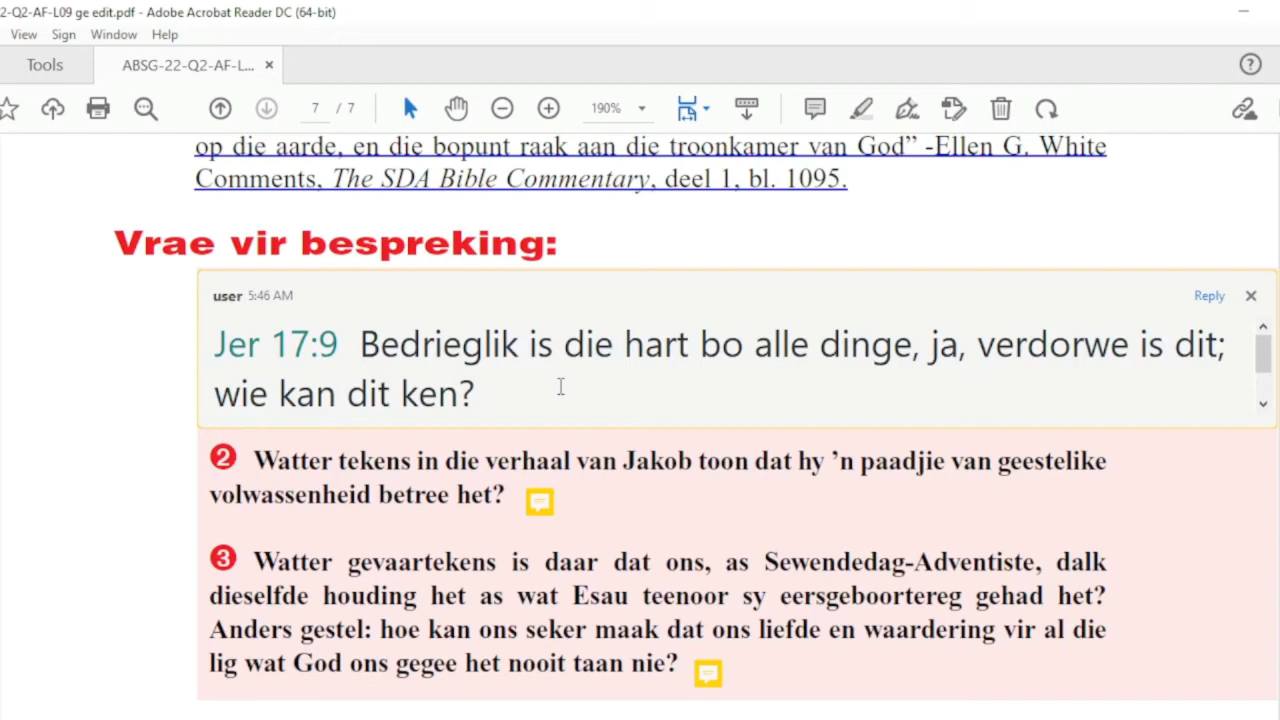 2-Q2-AF-L09 ge edit.pdf - Adobe Acrobat Reader DC (64-bit)
View Sign Window Help
Tools ABSG-22-Q2-AF-L... ×
7 / 7 190%
op die aarde, en die bopunt raak aan die troonkamer van God” -Ellen G. White
Comments, The SDA Bible Commentary, deel 1, bl. 1095.
Vrae vir bespreking:
user 5:46 AM Reply
Jer 17:9 Bedrieglik is die hart bo alle dinge, ja, verdorwe is dit;
wie kan dit ken?
❷ Watter tekens in die verhaal van Jakob toon dat hy ’n paadjie van geestelike
volwassenheid betree het?
❸ Watter gevaartekens is daar dat ons, as Sewendedag-Adventiste, dalk
dieselfde houding het as wat Esau teenoor sy eersgeboortereg gehad het?
Anders gestel: hoe kan ons seker maak dat ons liefde en waardering vir al die
lig wat God ons gegee het nooit taan nie?